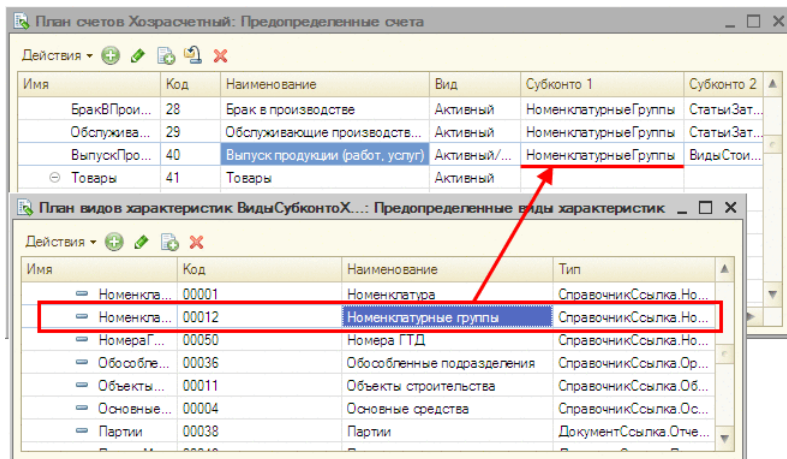 План счетов Хозрасчетный: Предопределенные счета
Действия
Имя Код Наименование Вид Субконто 1 Субконто 2
БракВПрои... 28 Брак в производстве Активный НоменклатурныеГруппы СтатьиЗат...
Обслужива... 29 Обслуживающие производств... Активный НоменклатурныеГруппы СтатьиЗат...
ВыпускПро... 40 Выпуск продукции (работ, услуг) Активный/... НоменклатурныеГруппы ВидыСтои...
Товары 41 Товары Активный
План видов характеристик ВидыСубконтоХ...: Предопределенные виды характеристик
Действия
Имя Код Наименование Тип
Номенкла... 00001 Номенклатура СправочникСсылка.Но...
Номенкла... 00012 Номенклатурные группы СправочникСсылка.Но...
НомераГ... 00050 Номера ГТД СправочникСсылка.Но...
Обособле... 00036 Обособленные подразделения СправочникСсылка.Ор...
Объекты... 00011 Объекты строительства СправочникСсылка.Об...
Основные... 00004 Основные средства СправочникСсылка.Ос...
Партии 00038 Партии ДокументСсылка.Отче...